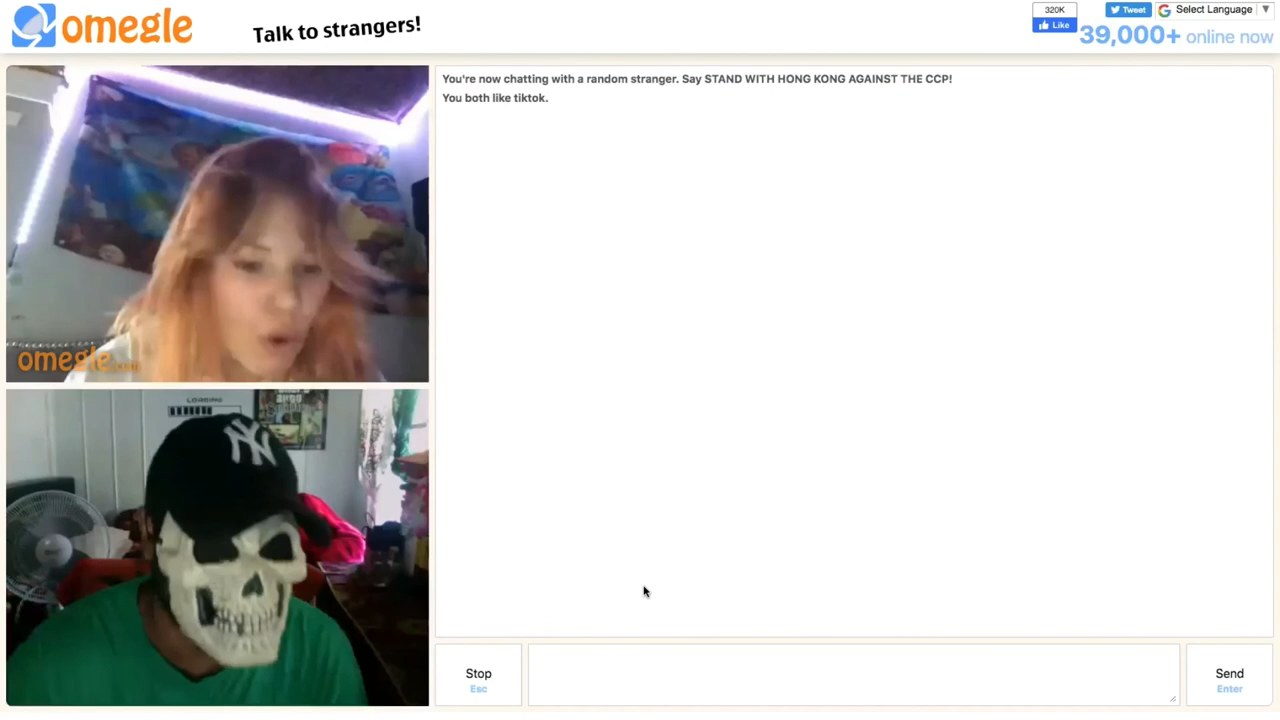 omegle
Talk to strangers!
320K
Like
Tweet
Select Language
39,000+ online now
You're now chatting with a random stranger. Say STAND WITH HONG KONG AGAINST THE CCP!
You both like tiktok.
omegle.com
LOADING
NY
Stop
Esc
Send
Enter